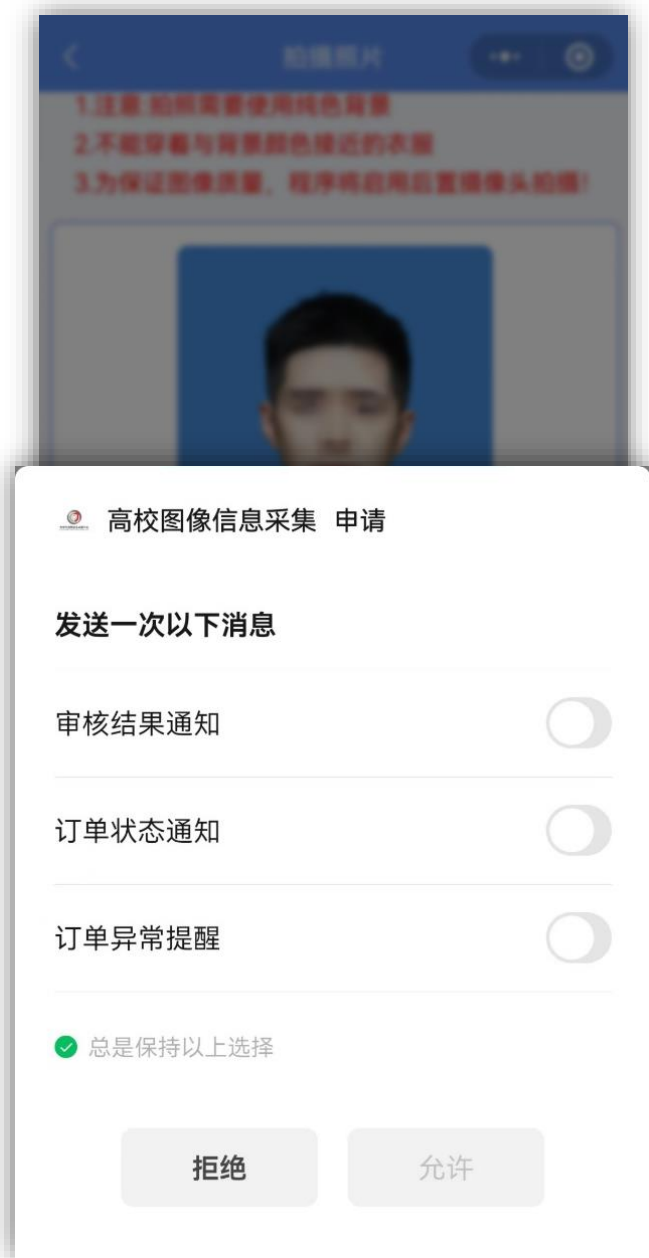 拍摄照片
1.注意:拍照需要使用纯色背景
2.不能穿着与背景颜色接近的衣服
3.为保证图像质量，程序将启用后置摄像头拍摄!
高校图像信息采集 申请
发送一次以下消息
审核结果通知
订单状态通知
订单异常提醒
总是保持以上选择
拒绝 允许